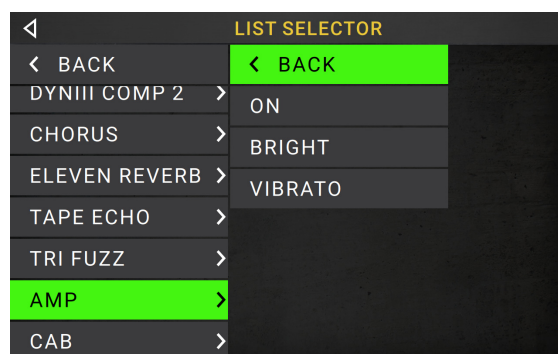 LIST SELECTOR
BACK
DYNIII COMP 2
CHORUS
ELEVEN REVERB
TAPE ECHO
TRI FUZZ
AMP
CAB
BACK
ON
BRIGHT
VIBRATO